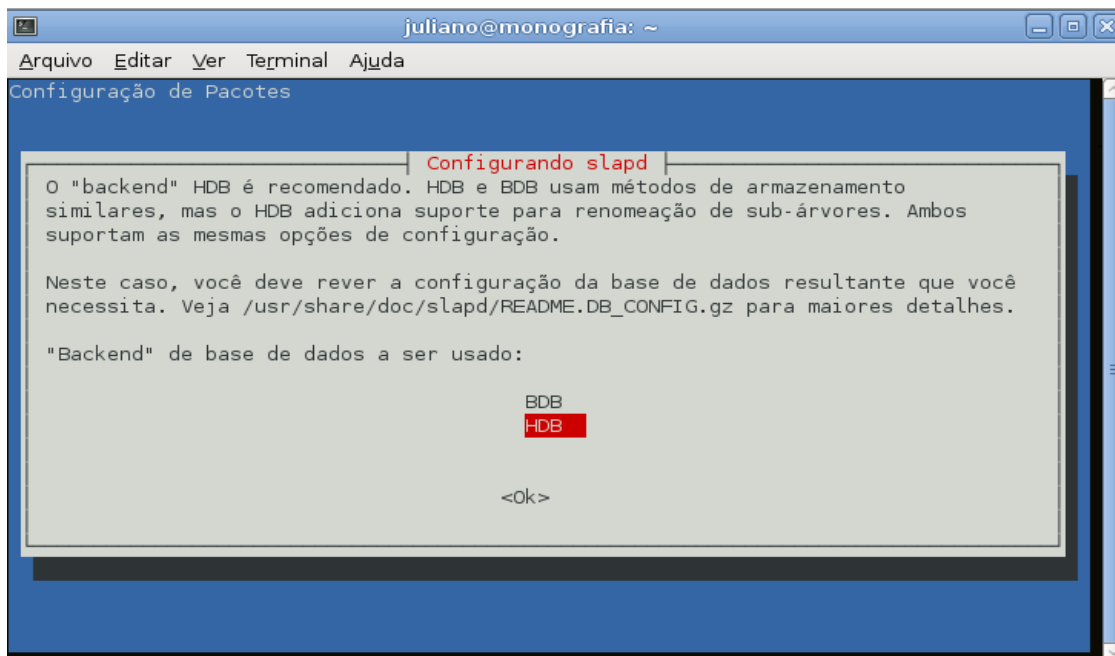 juliano@monografia: ~
Arquivo Editar Ver Terminal Ajuda
Configuração de Pacotes
Configurando slapd
O "backend" HDB é recomendado. HDB e BDB usam métodos de armazenamento
similares, mas o HDB adiciona suporte para renomeação de sub-árvores. Ambos
suportam as mesmas opções de configuração.
Neste caso, você deve rever a configuração da base de dados resultante que você
necessita. Veja /usr/share/doc/slapd/README.DB_CONFIG.gz para maiores detalhes.
"Backend" de base de dados a ser usado:
BDB
HDB
<Ok>